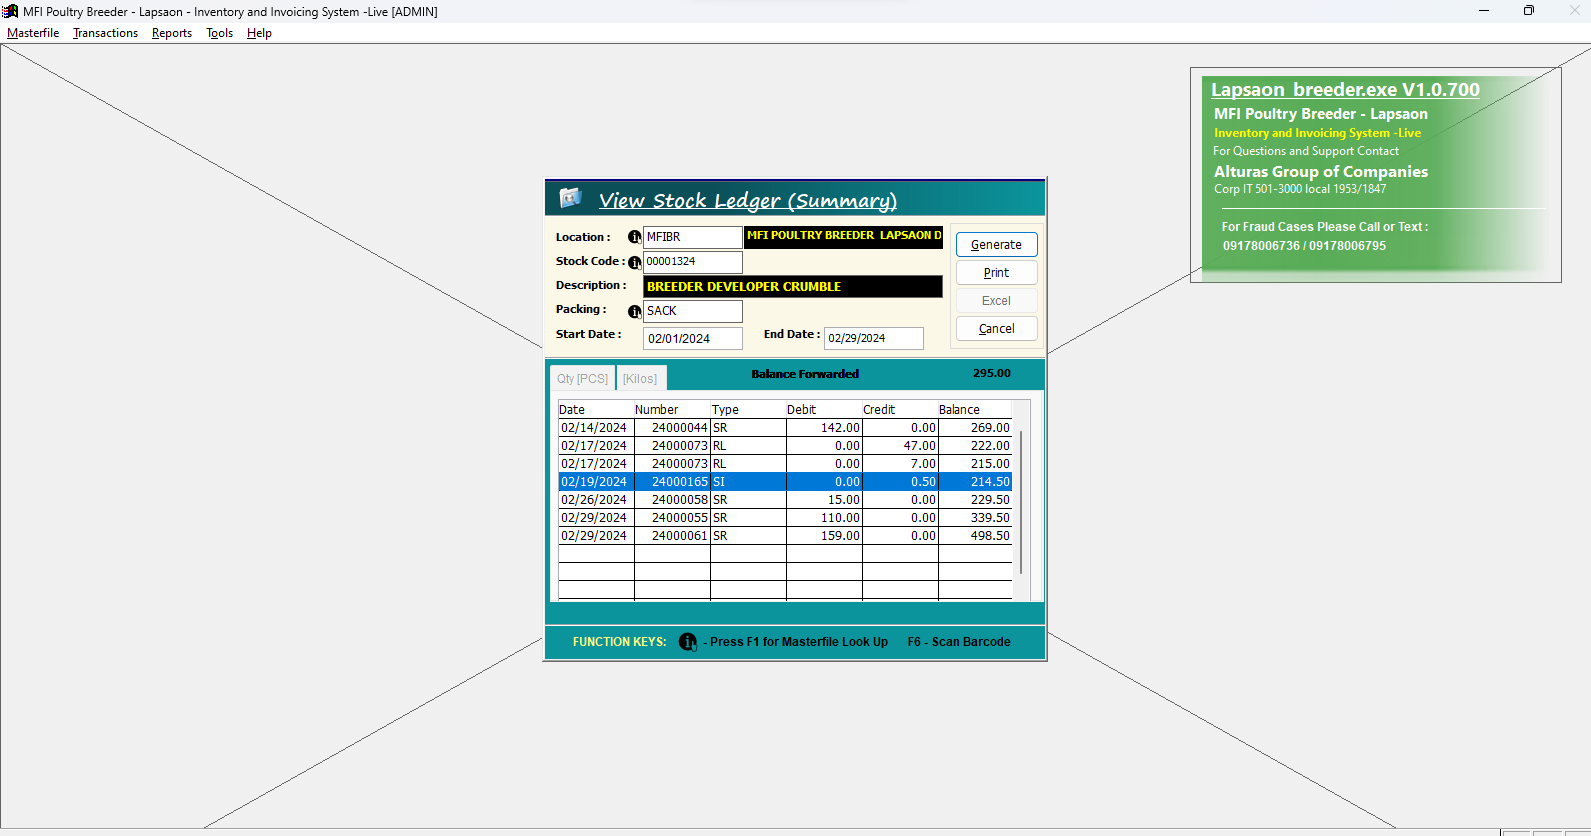 MFI Poultry Breeder - Lapsaon - Inventory and Invoicing System -Live [ADMIN]
Masterfile Transactions Reports Tools Help
Lapsaon_breeder.exe V1.0.700
MFI Poultry Breeder - Lapsaon
Inventory and Invoicing System -Live
For Questions and Support Contact
Alturas Group of Companies
Corp IT 501-3000 local 1953/1847
For Fraud Cases Please Call or Text :
09178006736 / 09178006795
View Stock Ledger (Summary)
Location : MFIBR MFI POULTRY BREEDER LAPSAON D
Stock Code : 00001324
Description : BREEDER DEVELOPER CRUMBLE
Packing : SACK
Start Date : 02/01/2024 End Date : 02/29/2024
Generate
Print
Excel
Cancel
Qty [PCS] [Kilos] Balance Forwarded 295.00
Date Number Type Debit Credit Balance
02/14/2024 24000044 SR 142.00 0.00 269.00
02/17/2024 24000073 RL 0.00 47.00 222.00
02/17/2024 24000073 RL 0.00 7.00 215.00
02/19/2024 24000165 SI 0.00 0.50 214.50
02/26/2024 24000058 SR 15.00 0.00 229.50
02/29/2024 24000055 SR 110.00 0.00 339.50
02/29/2024 24000061 SR 159.00 0.00 498.50
FUNCTION KEYS: - Press F1 for Masterfile Look Up F6 - Scan Barcode